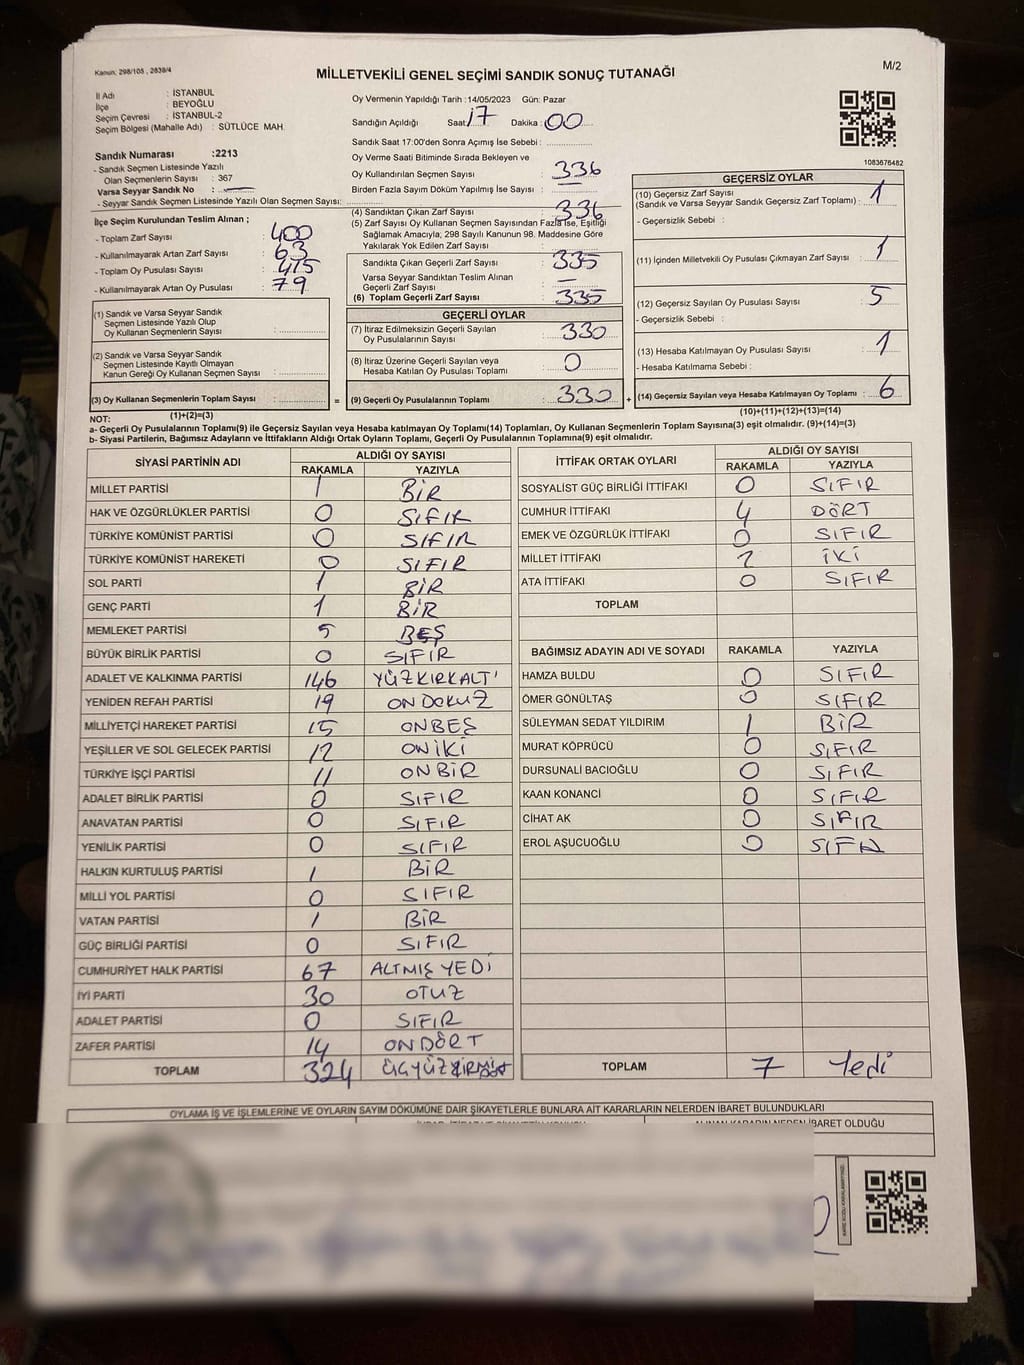 Kanun; 298/105 , 2839/4
MİLLETVEKİLİ GENEL SEÇİMİ SANDIK SONUÇ TUTANAĞI
M/2
İl Adı : İSTANBUL
İlçe : BEYOĞLU
Seçim Çevresi : İSTANBUL-2
Seçim Bölgesi (Mahalle Adı) : SÜTLÜCE MAH.
Sandık Numarası :2213
- Sandık Seçmen Listesinde Yazılı
Olan Seçmenlerin Sayısı : 367
Varsa Seyyar Sandık No :
- Seyyar Sandık Seçmen Listesinde Yazılı Olan Seçmen Sayısı:
İlçe Seçim Kurulundan Teslim Alınan ;
- Toplam Zarf Sayısı : 400
- Kullanılmayarak Artan Zarf Sayısı : 63
- Toplam Oy Pusulası Sayısı : 415
- Kullanılmayarak Artan Oy Pusulası : 79
(1) Sandık ve Varsa Seyyar Sandık
Seçmen Listesinde Yazılı Olup
Oy Kullanan Seçmenlerin Sayısı :
(2) Sandık ve Varsa Seyyar Sandık
Seçmen Listesinde Kayıtlı Olmayan
Kanun Gereği Oy Kullanan Seçmen Sayısı :
(3) Oy Kullanan Seçmenlerin Toplam Sayısı : =
(1)+(2)=(3)
Oy Vermenin Yapıldığı Tarih :14/05/2023 Gün: Pazar
Sandığın Açıldığı Saat: 17 Dakika : 00
Sandık Saat 17:00'den Sonra Açımış İse Sebebi :
Oy Verme Saati Bitiminde Sırada Bekleyen ve
Oy Kullandırılan Seçmen Sayısı : 336
Birden Fazla Sayım Döküm Yapılmış İse Sayısı :
(4) Sandıktan Çıkan Zarf Sayısı : 336
(5) Zarf Sayısı Oy Kullanan Seçmen Sayısından Fazla İse, Eşitliği
Sağlamak Amacıyla, 298 Sayılı Kanunun 98. Maddesine Göre
Yakılarak Yok Edilen Zarf Sayısı :
Sandıkta Çıkan Geçerli Zarf Sayısı : 335
Varsa Seyyar Sandıktan Teslim Alınan
Geçerli Zarf Sayısı :
(6) Toplam Geçerli Zarf Sayısı : 335
GEÇERLİ OYLAR
(7) İtiraz Edilmeksizin Geçerli Sayılan
Oy Pusulalarının Sayısı : 330
(8) İtiraz Üzerine Geçerli Sayılan veya
Hesaba Katılan Oy Pusulası Toplamı : 0
(9) Geçerli Oy Pusulalarının Toplamı : 330 +
1083676482
GEÇERSİZ OYLAR
(10) Geçersiz Zarf Sayısı
(Sandık ve Varsa Seyyar Sandık Geçersiz Zarf Toplamı) : 1
- Geçersizlik Sebebi :
(11) İçinden Milletvekili Oy Pusulası Çıkmayan Zarf Sayısı : 1
(12) Geçersiz Sayılan Oy Pusulası Sayısı : 5
- Geçersizlik Sebebi :
(13) Hesaba Katılmayan Oy Pusulası Sayısı : 1
- Hesaba Katılmama Sebebi :
(14) Geçersiz Sayılan veya Hesaba Katılmayan Oy Toplamı : 6
(10)+(11)+(12)+(13)=(14)
NOT:
a- Geçerli Oy Pusulalarının Toplamı(9) ile Geçersiz Sayılan veya Hesaba katılmayan Oy Toplamı(14) Toplamları, Oy Kullanan Seçmenlerin Toplam Sayısına(3) eşit olmalıdır. (9)+(14)=(3)
b- Siyasi Partilerin, Bağımsız Adayların ve İttifakların Aldığı Ortak Oyların Toplamı, Geçerli Oy Pusulalarının Toplamına(9) eşit olmalıdır.
SİYASİ PARTİNİN ADI ALDIĞI OY SAYISI
RAKAMLA YAZIYLA
MİLLET PARTİSİ 1 BİR
HAK VE ÖZGÜRLÜKLER PARTİSİ 0 SIFIR
TÜRKİYE KOMÜNİST PARTİSİ 0 SIFIR
TÜRKİYE KOMÜNİST HAREKETİ 0 SIFIR
SOL PARTİ 1 BİR
GENÇ PARTİ 1 BİR
MEMLEKET PARTİSİ 5 BEŞ
BÜYÜK BİRLİK PARTİSİ 0 SIFIR
ADALET VE KALKINMA PARTİSİ 146 YÜZKIRKALTI
YENİDEN REFAH PARTİSİ 19 ONDOKUZ
MİLLİYETÇİ HAREKET PARTİSİ 15 ONBEŞ
YEŞİLLER VE SOL GELECEK PARTİSİ 12 ONİKİ
TÜRKİYE İŞÇİ PARTİSİ 11 ONBİR
ADALET BİRLİK PARTİSİ 0 SIFIR
ANAVATAN PARTİSİ 0 SIFIR
YENİLİK PARTİSİ 0 SIFIR
HALKIN KURTULUŞ PARTİSİ 1 BİR
MİLLİ YOL PARTİSİ 0 SIFIR
VATAN PARTİSİ 1 BİR
GÜÇ BİRLİĞİ PARTİSİ 0 SIFIR
CUMHURİYET HALK PARTİSİ 67 ALTMIŞ YEDİ
İYİ PARTİ 30 OTUZ
ADALET PARTİSİ 0 SIFIR
ZAFER PARTİSİ 14 ONDÖRT
TOPLAM 324
İTTİFAK ORTAK OYLARI ALDIĞI OY SAYISI
RAKAMLA YAZIYLA
SOSYALİST GÜÇ BİRLİĞİ İTTİFAKI 0 SIFIR
CUMHUR İTTİFAKI 4 DÖRT
EMEK VE ÖZGÜRLÜK İTTİFAKI 0 SIFIR
MİLLET İTTİFAKI 2 İKİ
ATA İTTİFAKI 0 SIFIR
TOPLAM
BAĞIMSIZ ADAYIN ADI VE SOYADI RAKAMLA YAZIYLA
HAMZA BULDU 0 SIFIR
ÖMER GÖNÜLTAŞ 0 SIFIR
SÜLEYMAN SEDAT YILDIRIM 1 BİR
MURAT KÖPRÜCÜ 0 SIFIR
DURSUNALİ BACIOĞLU 0 SIFIR
KAAN KONANCİ 0 SIFIR
CİHAT AK 0 SIFIR
EROL AŞUCUOĞLU 0 SIFIR
TOPLAM 7 Yedi
OYLAMA İŞ VE İŞLEMLERİNE VE OYLARIN SAYIM DÖKÜMÜNE DAİR ŞİKAYETLERLE BUNLARA AİT KARARLARIN NELERDEN İBARET BULUNDUKLARI
ALINAN KARARIN NEDEN İBARET OLDUĞU